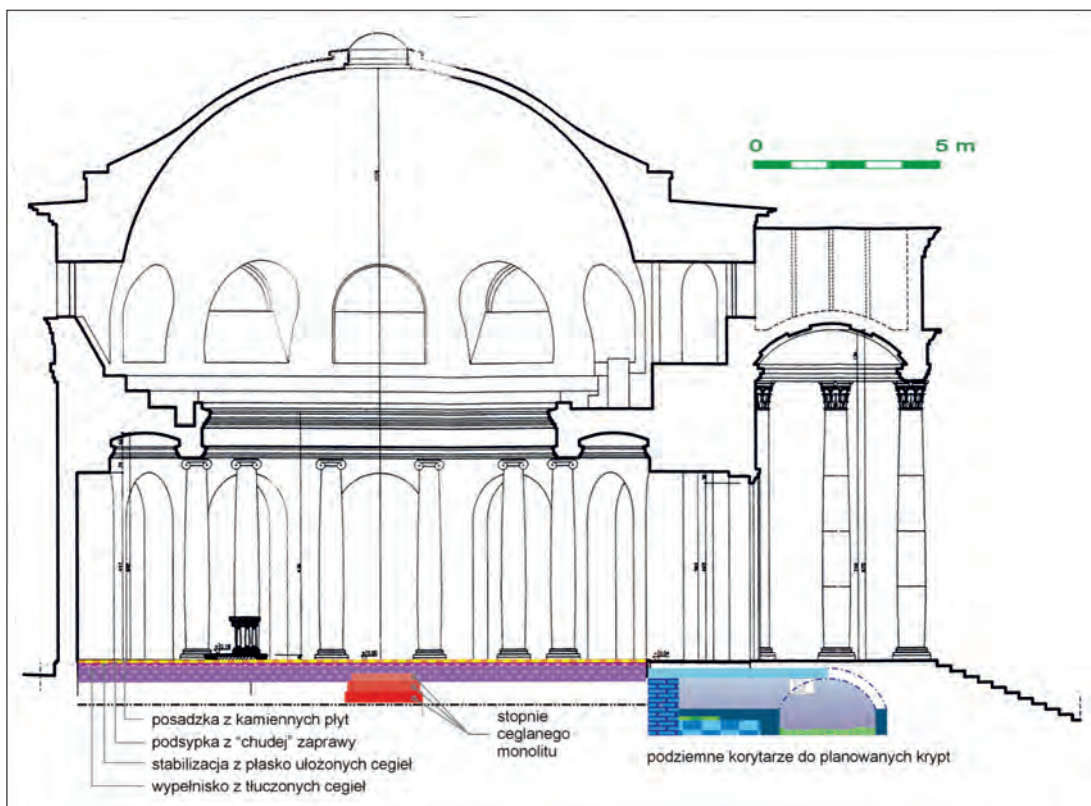 0 5 m
posadzka z kamiennych płyt
podsypka z "chudej" zaprawy
stabilizacja z płasko ułożonych cegieł
wypełnisko z tłuczonych cegieł
stopnie
ceglanego
monolitu
podziemne korytarze do planowanych krypt